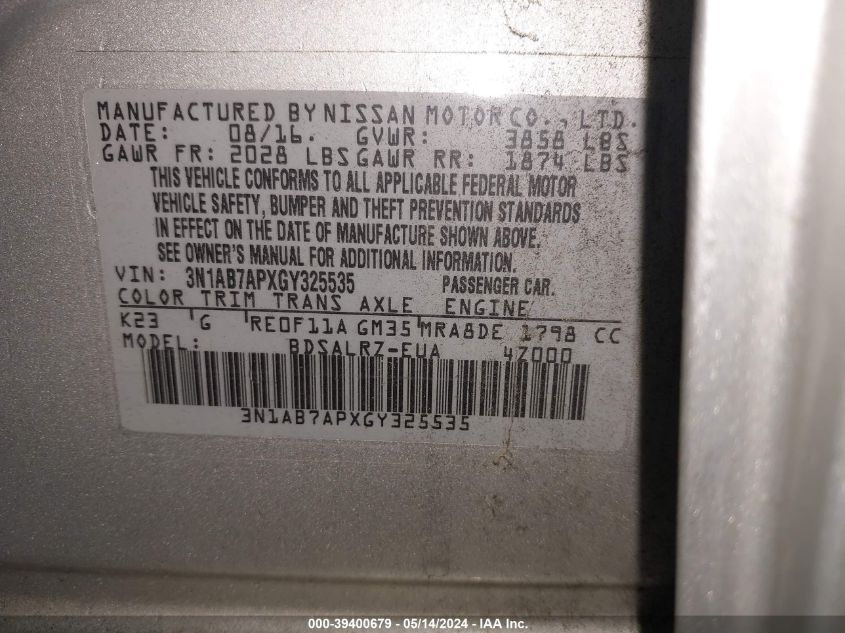 MANUFACTURED BY NISSAN MOTOR CO., LTD.
DATE: 08/16. GVWR: 3858 LBS
GAWR FR: 2028 LBS GAWR RR: 1874 LBS
THIS VEHICLE CONFORMS TO ALL APPLICABLE FEDERAL MOTOR
VEHICLE SAFETY, BUMPER AND THEFT PREVENTION STANDARDS
IN EFFECT ON THE DATE OF MANUFACTURE SHOWN ABOVE.
SEE OWNER'S MANUAL FOR ADDITIONAL INFORMATION.
VIN: 3N1AB7APXGY325535 PASSENGER CAR.
COLOR TRIM TRANS AXLE ENGINE
K23 G RE0F11A GM35 MRA8DE 1798 CC
MODEL: BDSALRZ-EUA 4Z000
3N1AB7APXGY325535
000-39400679 - 05/14/2024 - IAA Inc.